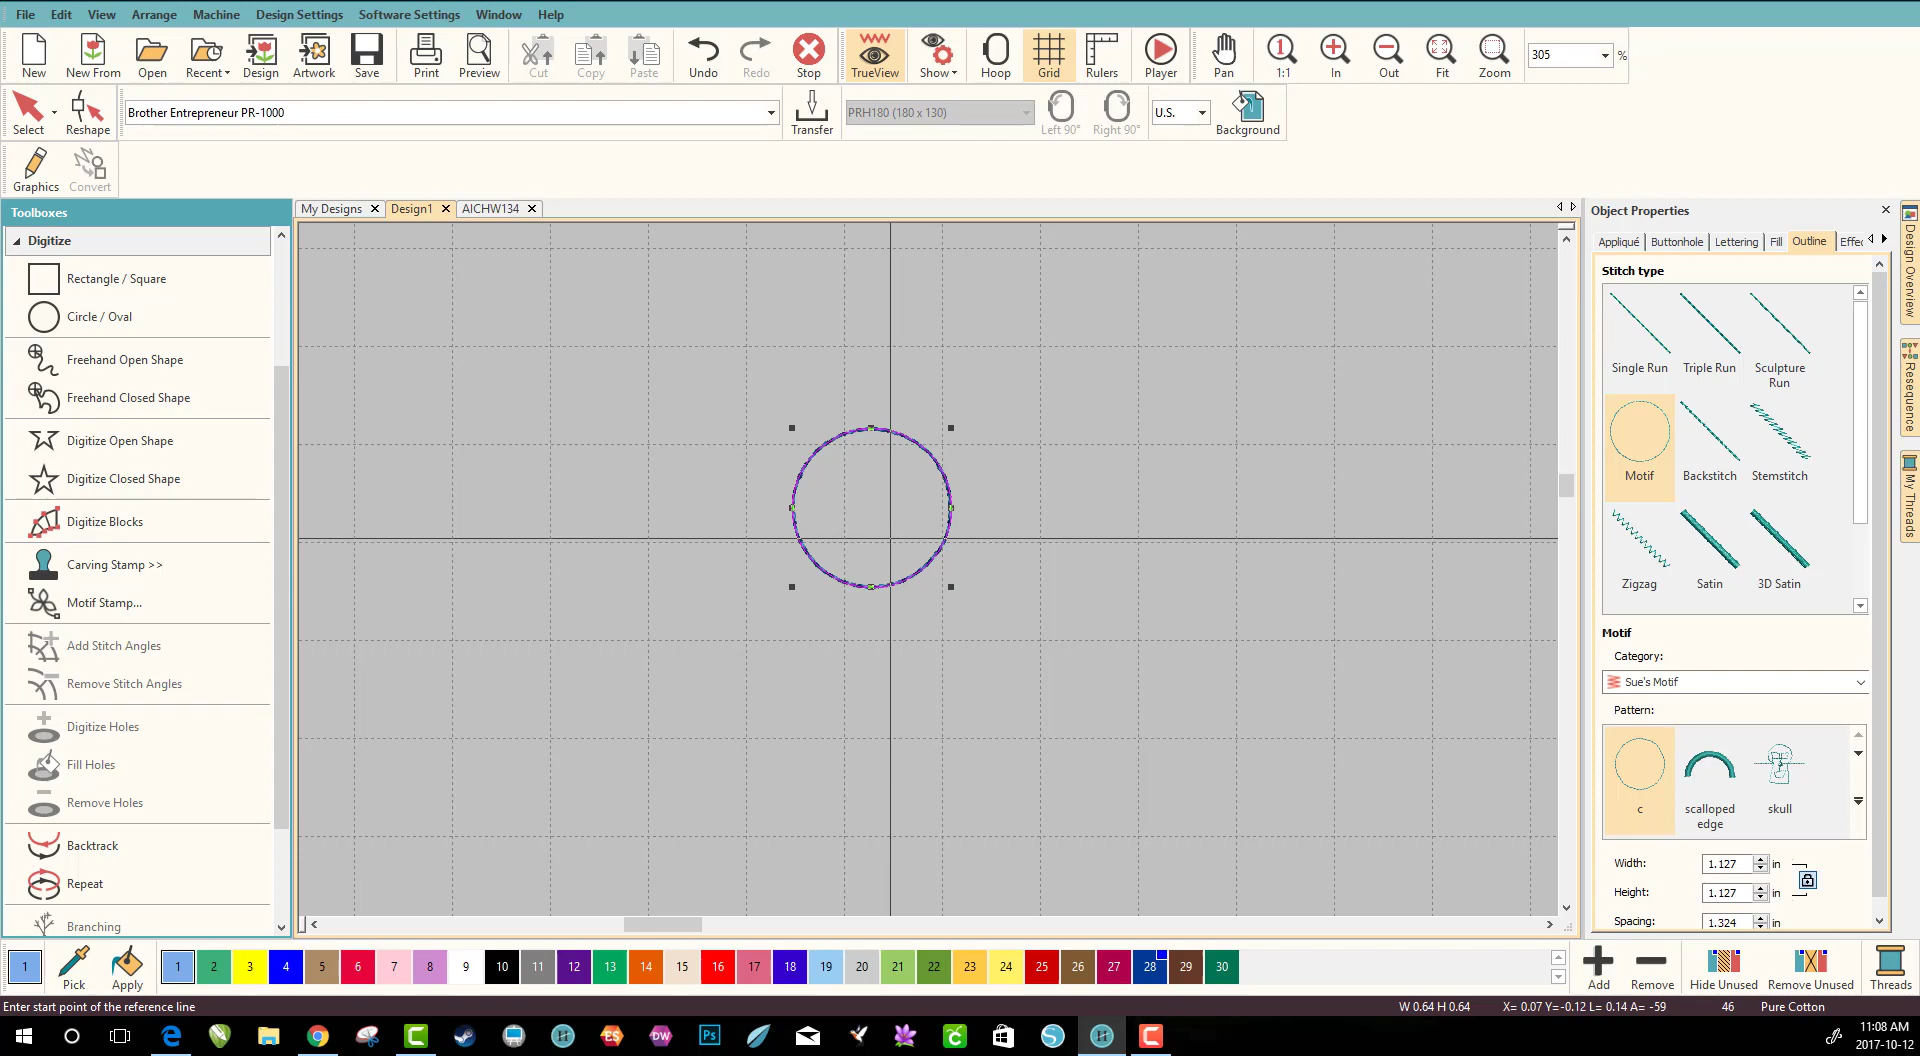 File Edit View Arrange Machine Design Settings Software Settings Window Help
New New From Open Recent Design Artwork Save Print Preview Cut Copy Paste Undo Redo Stop TrueView Show Hoop Grid Rulers Player Pan 1:1 In Out Fit Zoom 305 %
Select Reshape Brother Entrepreneur PR-1000 Transfer PRH180 (180 x 130) Left 90° Right 90° U.S. Background
Graphics Convert
Toolboxes
My Designs Design1 AICHW134
Digitize
Rectangle / Square
Circle / Oval
Freehand Open Shape
Freehand Closed Shape
Digitize Open Shape
Digitize Closed Shape
Digitize Blocks
Carving Stamp >>
Motif Stamp...
Add Stitch Angles
Remove Stitch Angles
Digitize Holes
Fill Holes
Remove Holes
Backtrack
Repeat
Branching
Object Properties
Appliqué Buttonhole Lettering Fill Outline Effec
Stitch type
Single Run Triple Run Sculpture Run
Motif Backstitch Stemstitch
Zigzag Satin 3D Satin
Motif
Category:
Sue's Motif
Pattern:
c scalloped edge skull
Width: 1.127 in
Height: 1.127 in
Spacing: 1.324 in
Design Overview
Resequence
My Threads
1 Pick Apply 1 2 3 4 5 6 7 8 9 10 11 12 13 14 15 16 17 18 19 20 21 22 23 24 25 26 27 28 29 30 Add Remove Hide Unused Remove Unused Threads
Enter start point of the reference line W 0.64 H 0.64 X= 0.07 Y=-0.12 L= 0.14 A= -59 46 Pure Cotton
ES DW Ps
11:08 AM
2017-10-12